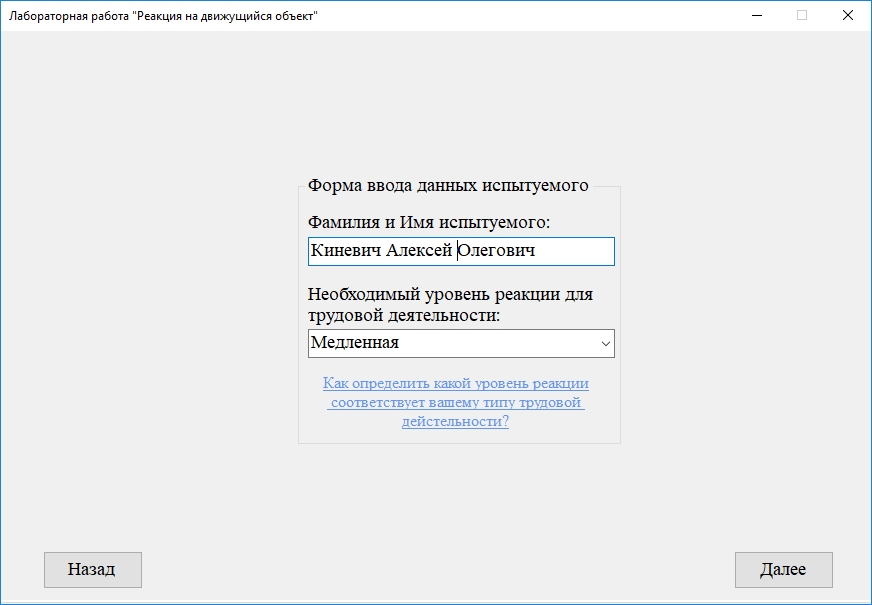 Лабораторная работа "Реакция на движущийся объект"
Форма ввода данных испытуемого
Фамилия и Имя испытуемого:
Киневич Алексей Олегович
Необходимый уровень реакции для
трудовой деятельности:
Медленная
Как определить какой уровень реакции
соответствует вашему типу трудовой
дейстельности?
Назад
Далее